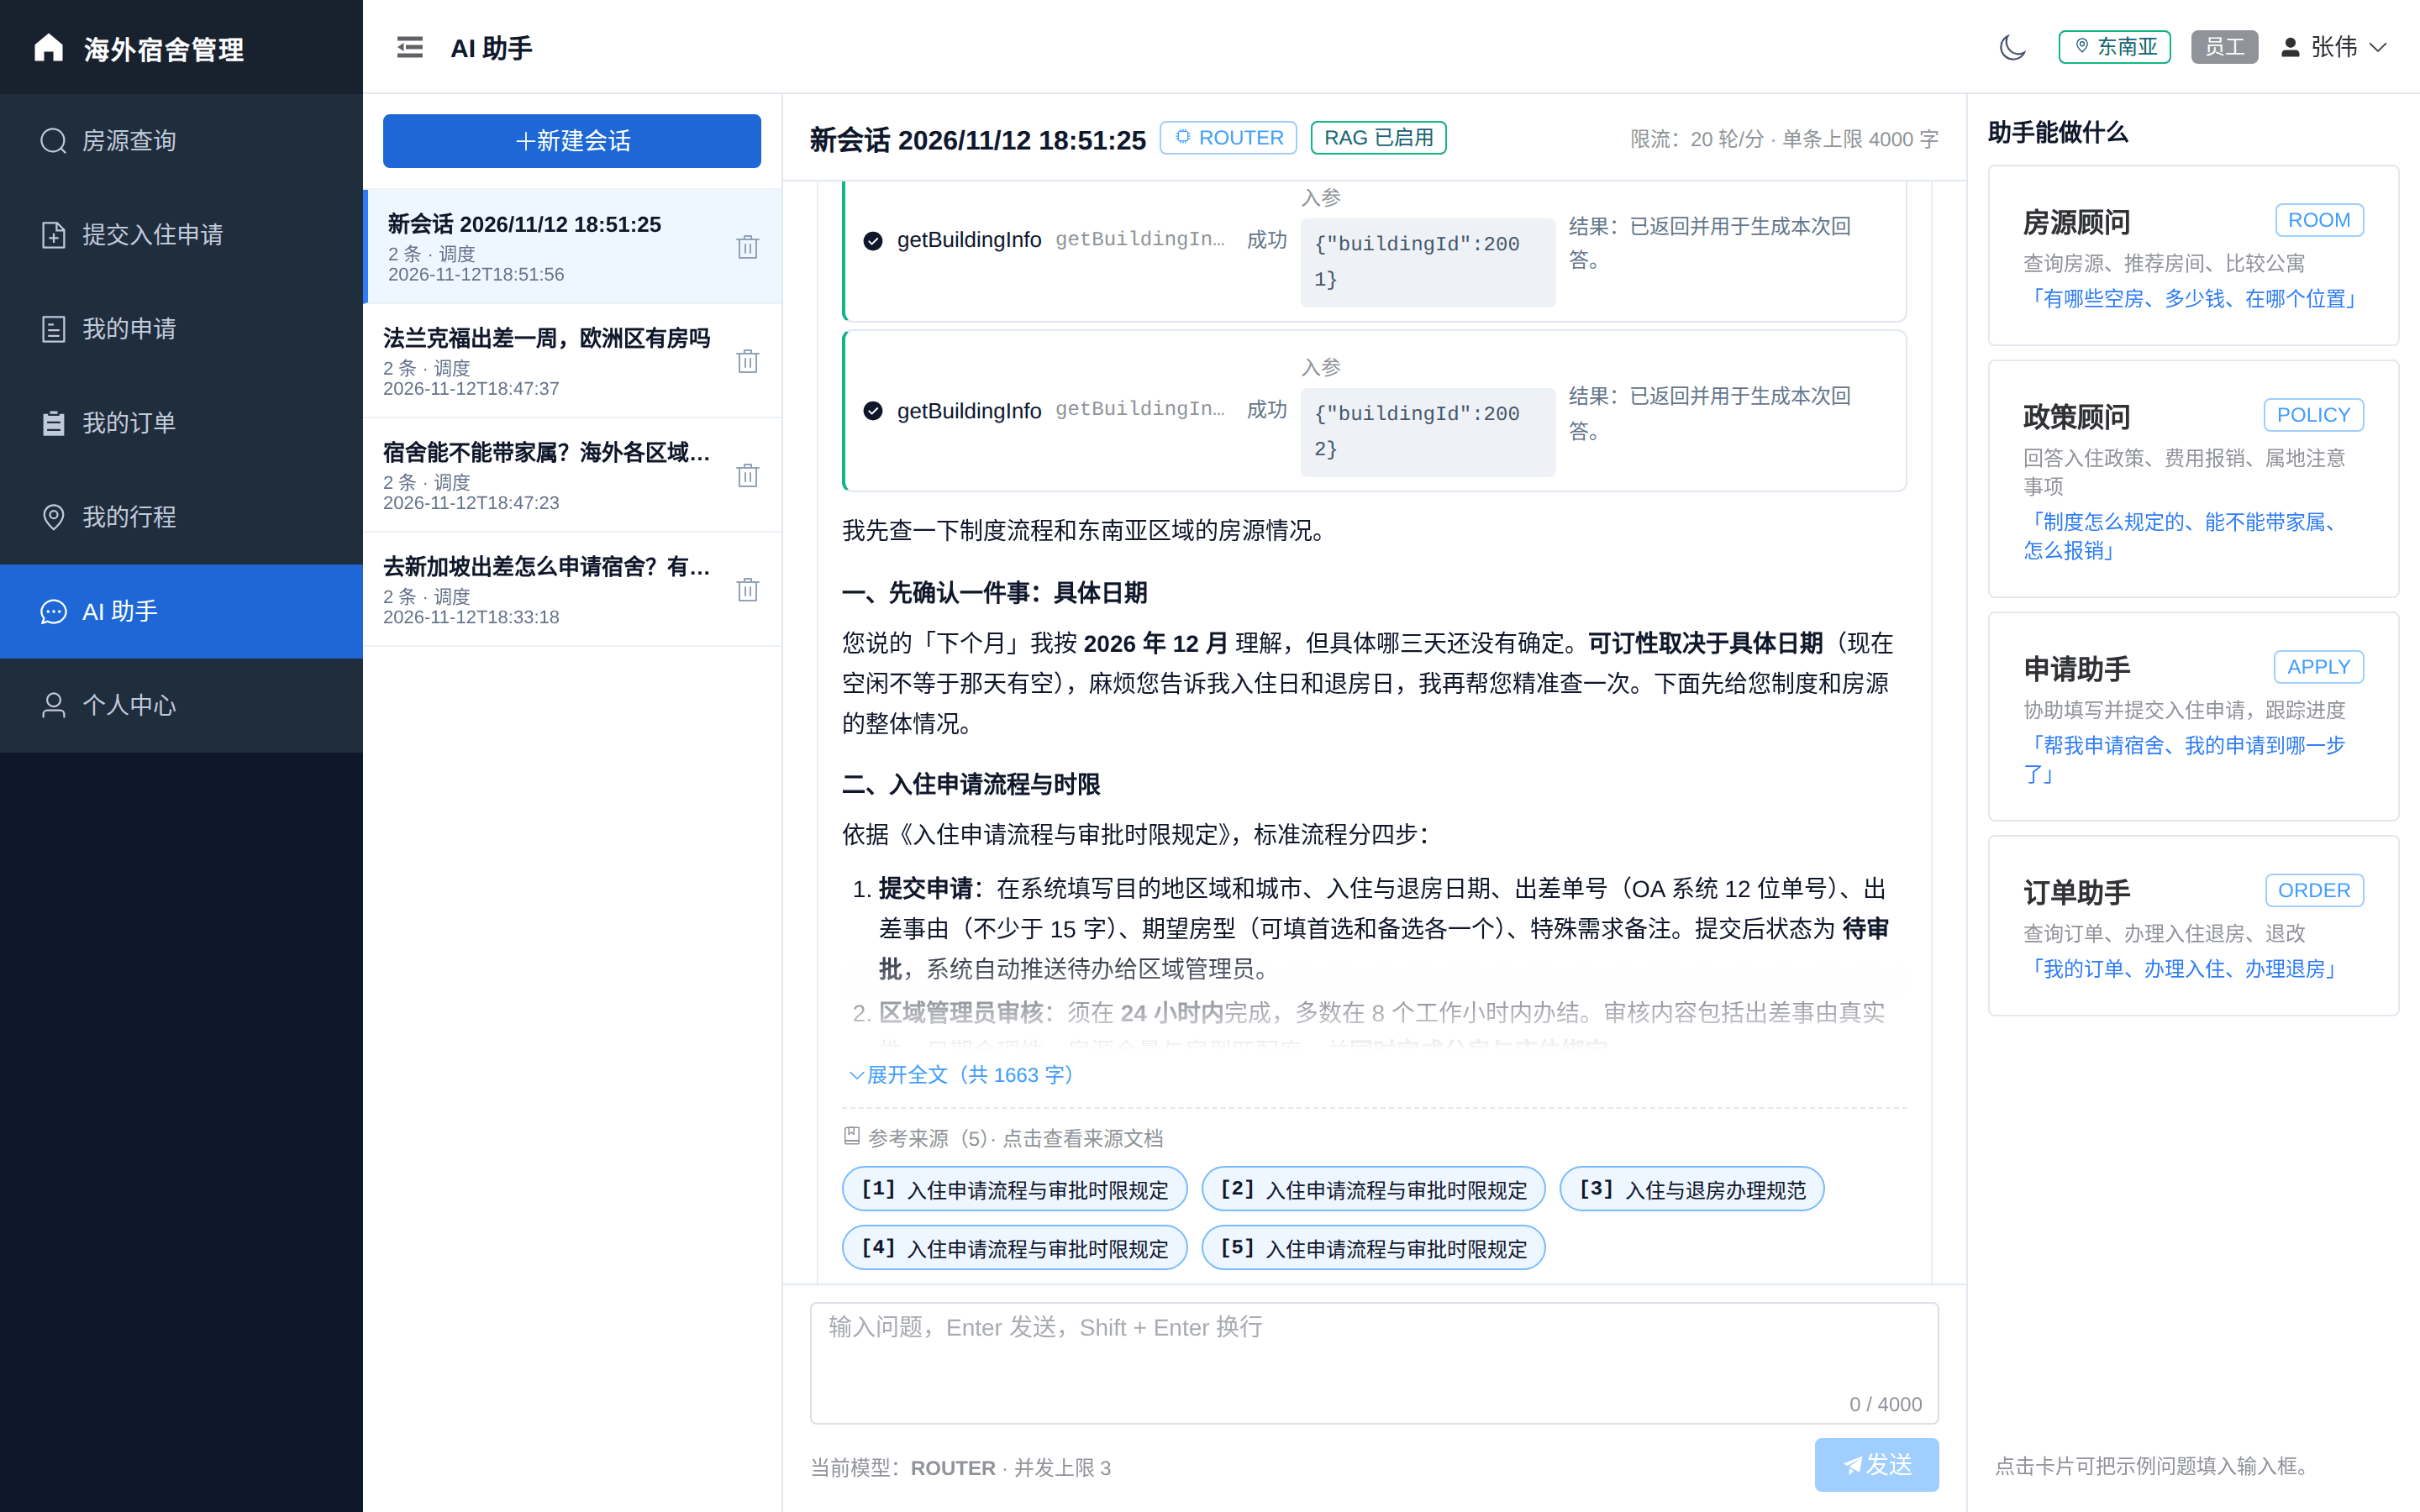 海外宿舍管理
房源查询
提交入住申请
我的申请
我的订单
我的行程
AI 助手
个人中心
AI 助手
东南亚
员工
张伟
新建会话
新会话 2026/11/12 18:51:25
2 条 · 调度
2026-11-12T18:51:56
法兰克福出差一周，欧洲区有房吗
2 条 · 调度
2026-11-12T18:47:37
宿舍能不能带家属？海外各区域…
2 条 · 调度
2026-11-12T18:47:23
去新加坡出差怎么申请宿舍？有…
2 条 · 调度
2026-11-12T18:33:18
新会话 2026/11/12 18:51:25
ROUTER
RAG 已启用
限流：20 轮/分 · 单条上限 4000 字
getBuildingInfo
getBuildingIn…
成功
入参
{"buildingId":200
1}
结果：已返回并用于生成本次回
答。
getBuildingInfo
getBuildingIn…
成功
入参
{"buildingId":200
2}
结果：已返回并用于生成本次回
答。
我先查一下制度流程和东南亚区域的房源情况。
一、先确认一件事：具体日期
您说的「下个月」我按 2026 年 12 月 理解，但具体哪三天还没有确定。可订性取决于具体日期（现在
空闲不等于那天有空），麻烦您告诉我入住日和退房日，我再帮您精准查一次。下面先给您制度和房源
的整体情况。
二、入住申请流程与时限
依据《入住申请流程与审批时限规定》，标准流程分四步：
1. 提交申请：在系统填写目的地区域和城市、入住与退房日期、出差单号（OA 系统 12 位单号）、出
差事由（不少于 15 字）、期望房型（可填首选和备选各一个）、特殊需求备注。提交后状态为 待审
批，系统自动推送待办给区域管理员。
2. 区域管理员审核：须在 24 小时内完成，多数在 8 个工作小时内办结。审核内容包括出差事由真实
展开全文（共 1663 字）
参考来源（5）· 点击查看来源文档
[1] 入住申请流程与审批时限规定
[2] 入住申请流程与审批时限规定
[3] 入住与退房办理规范
[4] 入住申请流程与审批时限规定
[5] 入住申请流程与审批时限规定
输入问题，Enter 发送，Shift + Enter 换行
0 / 4000
当前模型：ROUTER · 并发上限 3
发送
助手能做什么
房源顾问
ROOM
查询房源、推荐房间、比较公寓
「有哪些空房、多少钱、在哪个位置」
政策顾问
POLICY
回答入住政策、费用报销、属地注意
事项
「制度怎么规定的、能不能带家属、
怎么报销」
申请助手
APPLY
协助填写并提交入住申请，跟踪进度
「帮我申请宿舍、我的申请到哪一步
了」
订单助手
ORDER
查询订单、办理入住退房、退改
「我的订单、办理入住、办理退房」
点击卡片可把示例问题填入输入框。